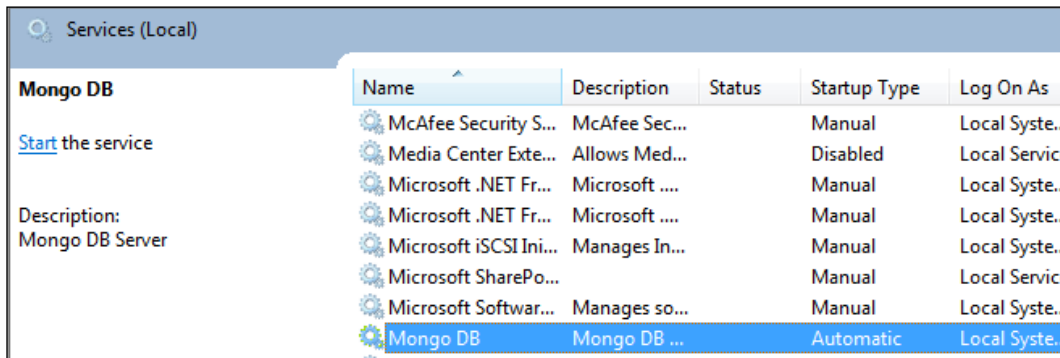 Services (Local)
Mongo DB
Start the service
Description:
Mongo DB Server
Name Description Status Startup Type Log On As
McAfee Security S... McAfee Sec... Manual Local Syste..
Media Center Exte... Allows Med... Disabled Local Servic
Microsoft .NET Fr... Microsoft .... Manual Local Syste..
Microsoft .NET Fr... Microsoft .... Manual Local Syste..
Microsoft iSCSI Ini... Manages In... Manual Local Syste..
Microsoft SharePo... Manual Local Servic
Microsoft Softwar... Manages so... Manual Local Syste..
Mongo DB Mongo DB ... Automatic Local Syste..